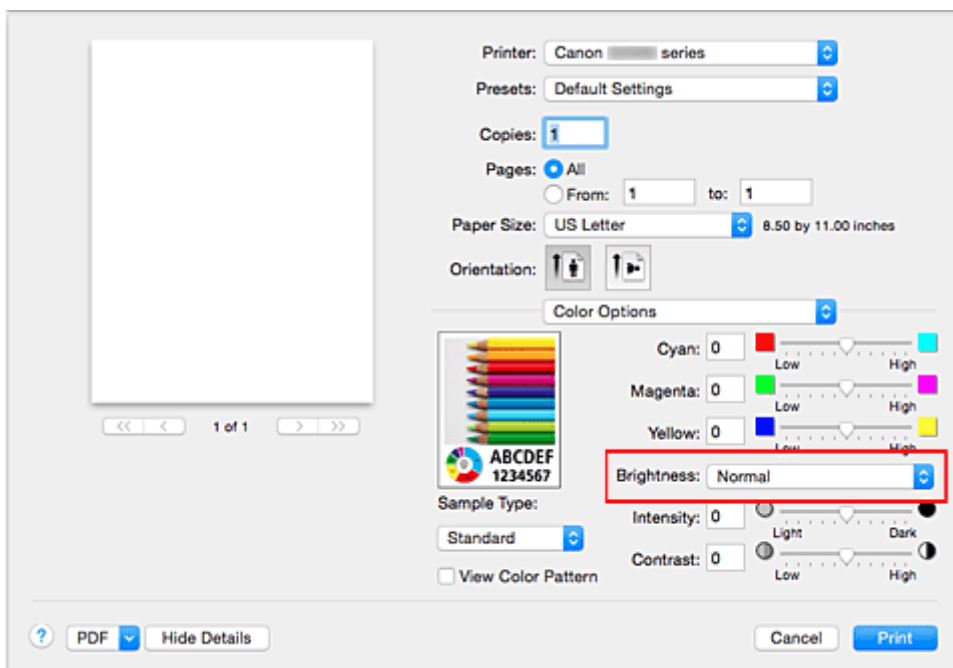 Printer: Canon series
Presets: Default Settings
Copies: 1
Pages: All
From: 1 to: 1
Paper Size: US Letter 8.50 by 11.00 inches
Orientation:
Color Options
Cyan: 0
Low High
Magenta: 0
Low High
1 of 1
Yellow: 0
Low High
ABCDEF
1234567
Brightness: Normal
Sample Type:
Intensity: 0
Light Dark
Standard
Contrast: 0
Low High
View Color Pattern
? PDF Hide Details Cancel Print